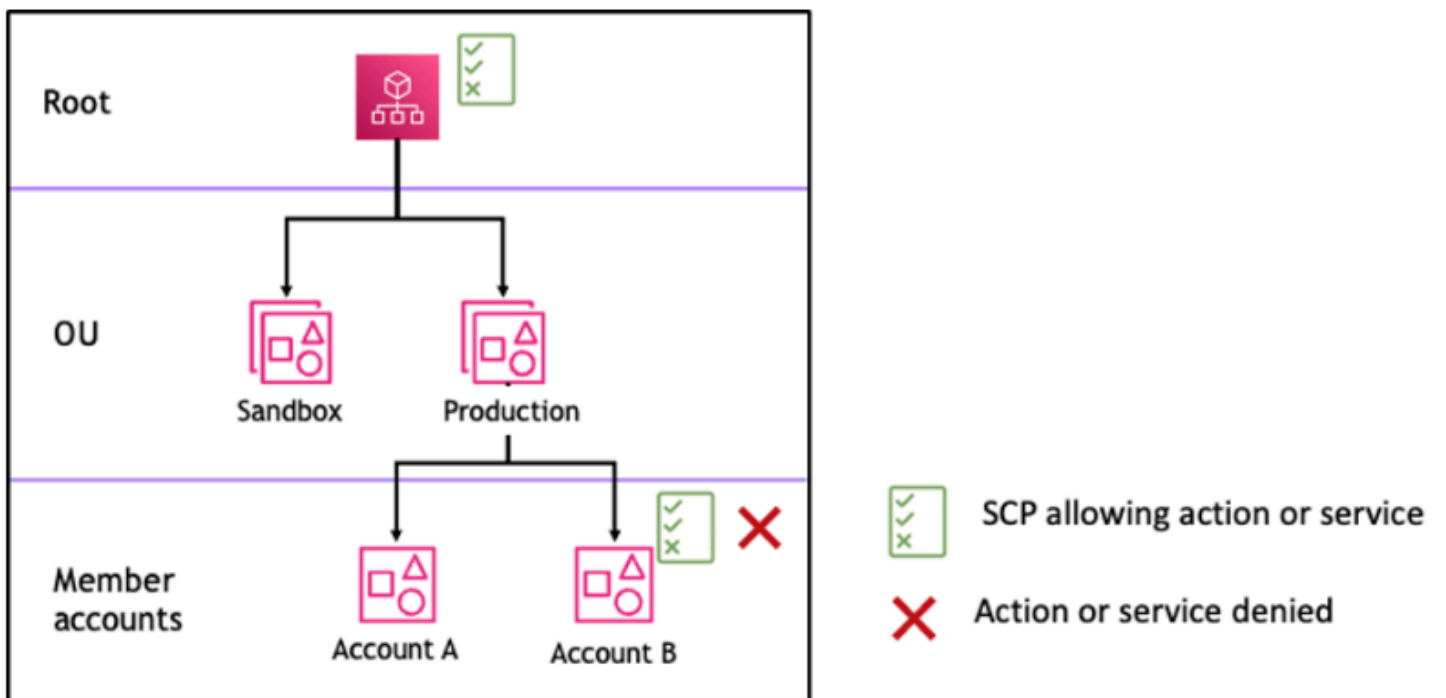 Root
OU
Sandbox
Production
Member
accounts
Account A
Account B
SCP allowing action or service
Action or service denied